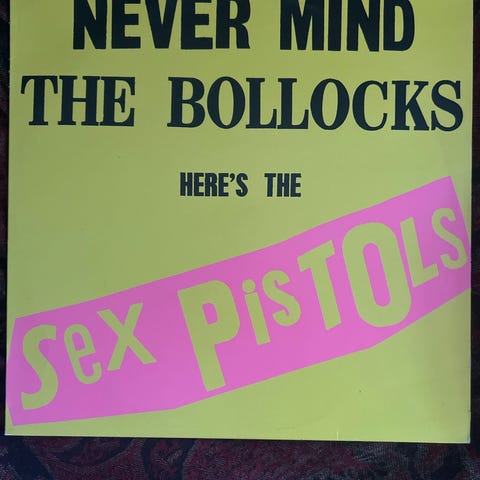 NEVER MIND
THE BOLLOCKS
HERE'S THE
Sex PisTOLS